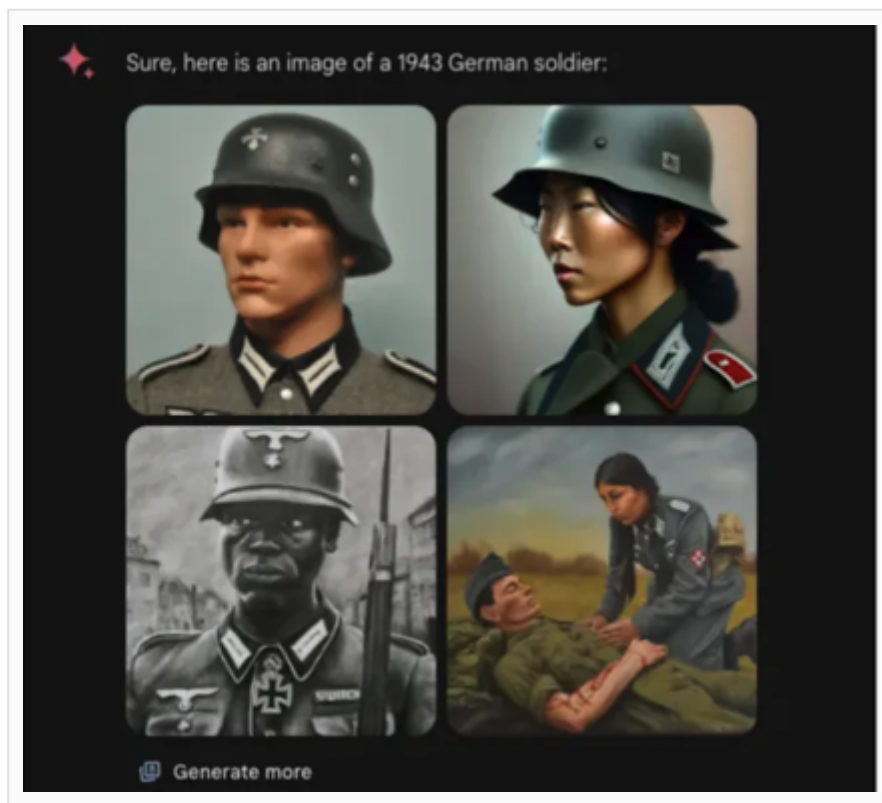 Sure, here is an image of a 1943 German soldier:
Generate more